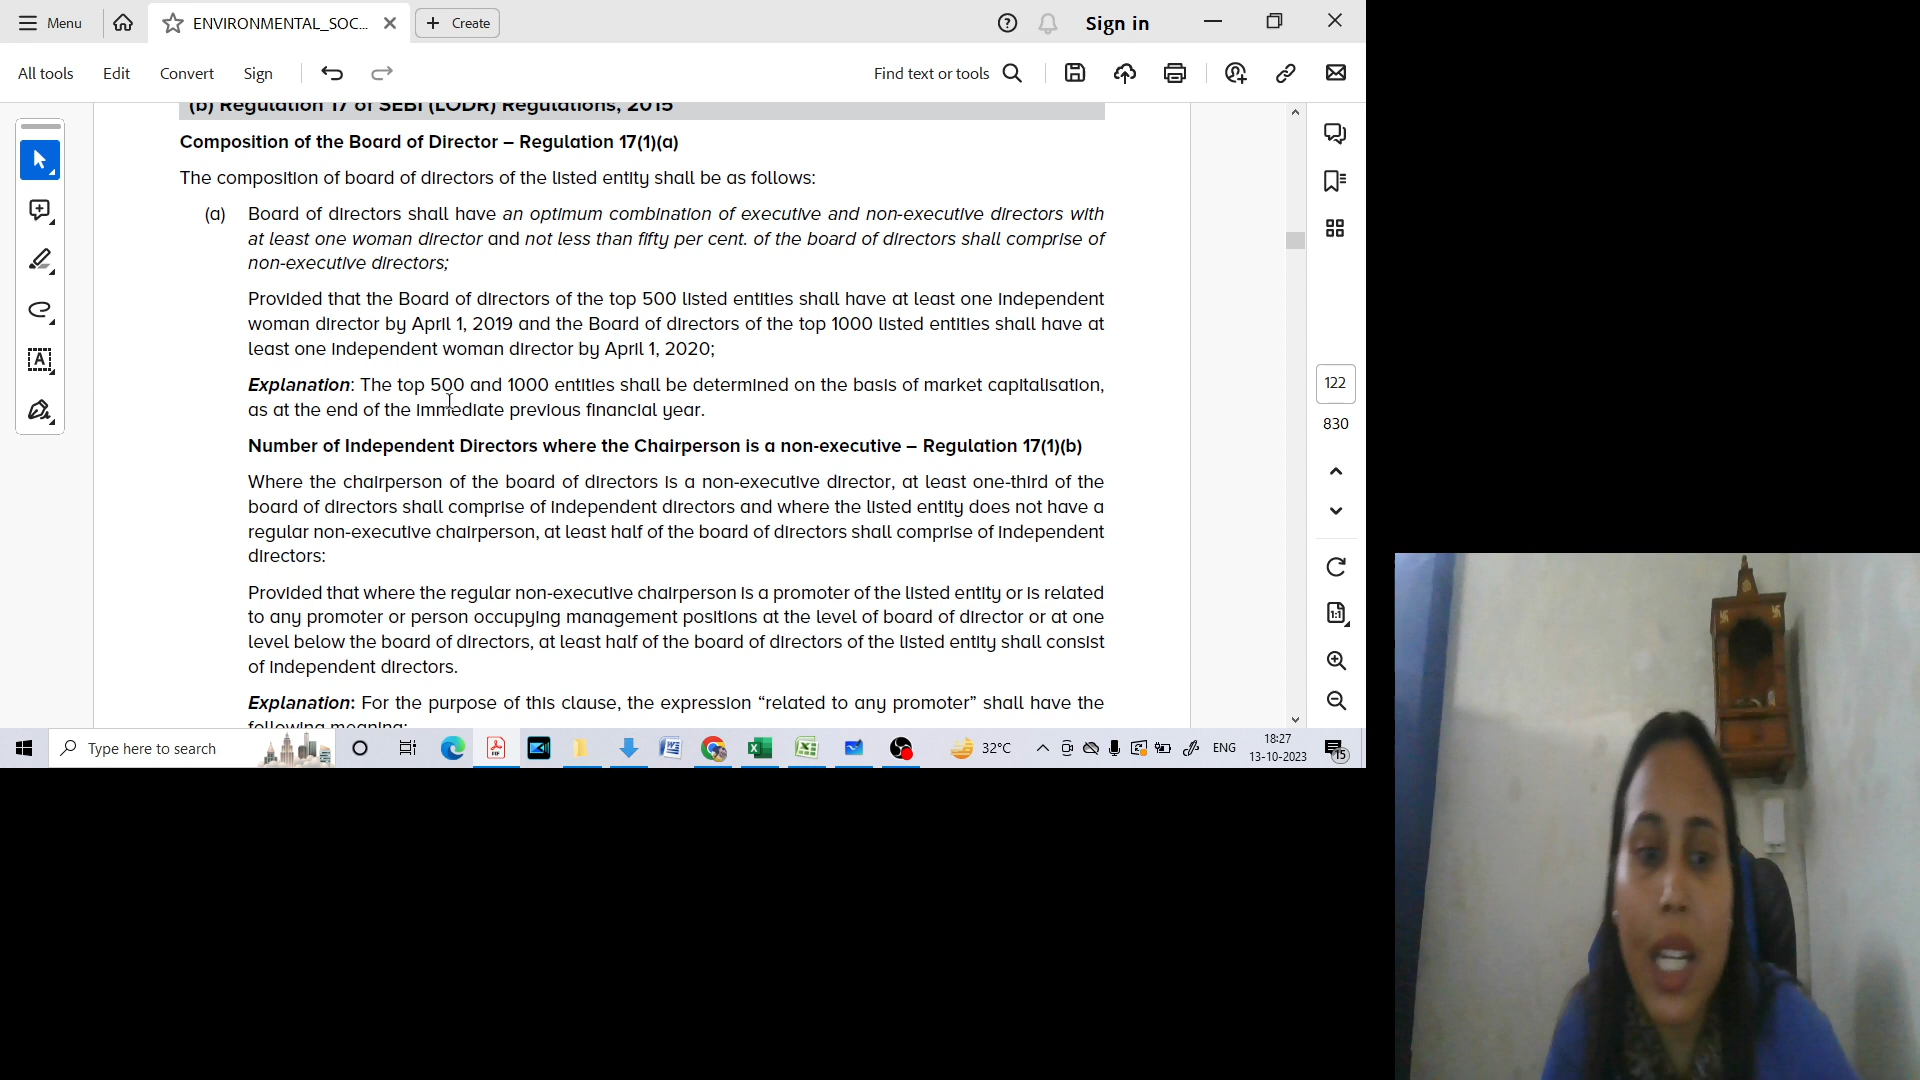 Menu
ENVIRONMENTAL_SOC...
Create
Sign in
All tools
Edit
Convert
Sign
Find text or tools
(b) Regulation 17 of SEBI (LODR) Regulations, 2015
Composition of the Board of Director – Regulation 17(1)(a)
The composition of board of directors of the listed entity shall be as follows:
(a) Board of directors shall have an optimum combination of executive and non-executive directors with
at least one woman director and not less than fifty per cent. of the board of directors shall comprise of
non-executive directors;
Provided that the Board of directors of the top 500 listed entities shall have at least one independent
woman director by April 1, 2019 and the Board of directors of the top 1000 listed entities shall have at
least one independent woman director by April 1, 2020;
Explanation: The top 500 and 1000 entities shall be determined on the basis of market capitalisation,
as at the end of the immediate previous financial year.
Number of Independent Directors where the Chairperson is a non-executive – Regulation 17(1)(b)
Where the chairperson of the board of directors is a non-executive director, at least one-third of the
board of directors shall comprise of independent directors and where the listed entity does not have a
regular non-executive chairperson, at least half of the board of directors shall comprise of independent
directors:
Provided that where the regular non-executive chairperson is a promoter of the listed entity or is related
to any promoter or person occupying management positions at the level of board of director or at one
level below the board of directors, at least half of the board of directors of the listed entity shall consist
of independent directors.
Explanation: For the purpose of this clause, the expression “related to any promoter” shall have the
following meaning:
122
830
1:1
Type here to search
32°C
ENG
18:27
13-10-2023
15